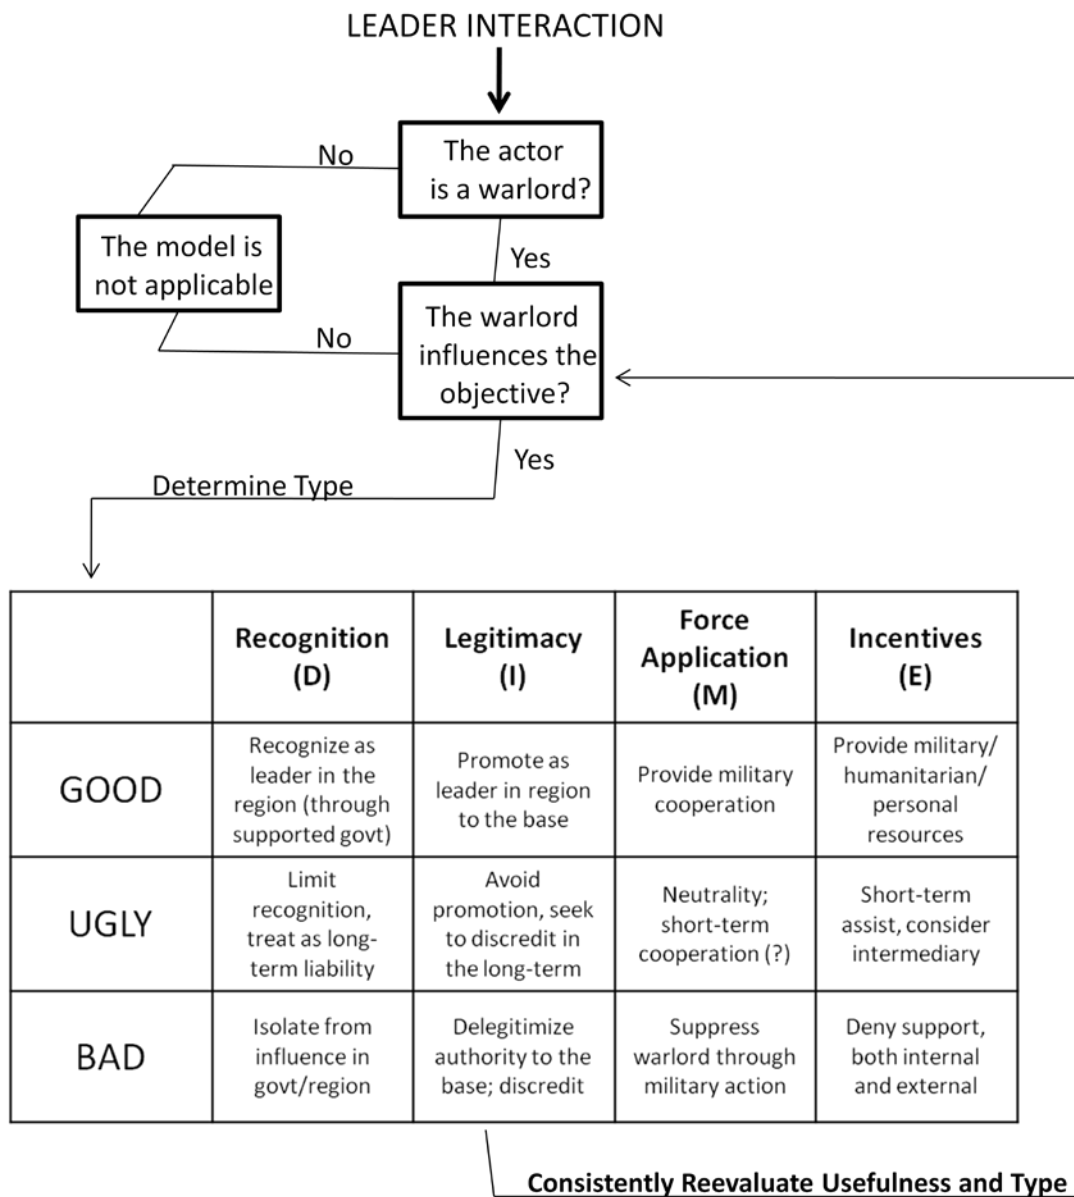 LEADER INTERACTION
No
The actor
is a warlord?
The model is
not applicable
Yes
No
The warlord
influences the
objective?
Yes
Determine Type
Recognition
(D)
Legitimacy
(I)
Force
Application
(M)
Incentives
(E)
GOOD
Recognize as
leader in the
region (through
supported govt)
Promote as
leader in region
to the base
Provide military
cooperation
Provide military/
humanitarian/
personal
resources
UGLY
Limit
recognition,
treat as long-
term liability
Avoid
promotion, seek
to discredit in
the long-term
Neutrality;
short-term
cooperation (?)
Short-term
assist, consider
intermediary
BAD
Isolate from
influence in
govt/region
Delegitimize
authority to the
base; discredit
Suppress
warlord through
military action
Deny support,
both internal
and external
Consistently Reevaluate Usefulness and Type